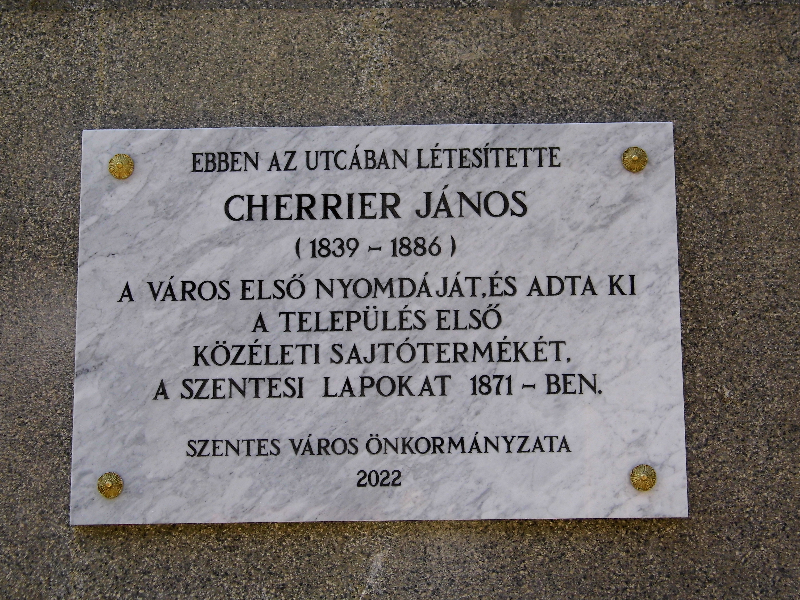 EBBEN AZ UTCÁBAN LÉTESÍTETTE
CHERRIER JÁNOS
( 1839 – 1886 )
A VÁROS ELSŐ NYOMDÁJÁT,ÉS ADTA KI
A TELEPÜLÉS ELSŐ
KÖZÉLETI SAJTÓTERMÉKÉT,
A SZENTESI LAPOKAT 1871 – BEN.
SZENTES VÁROS ÖNKORMÁNYZATA
2022